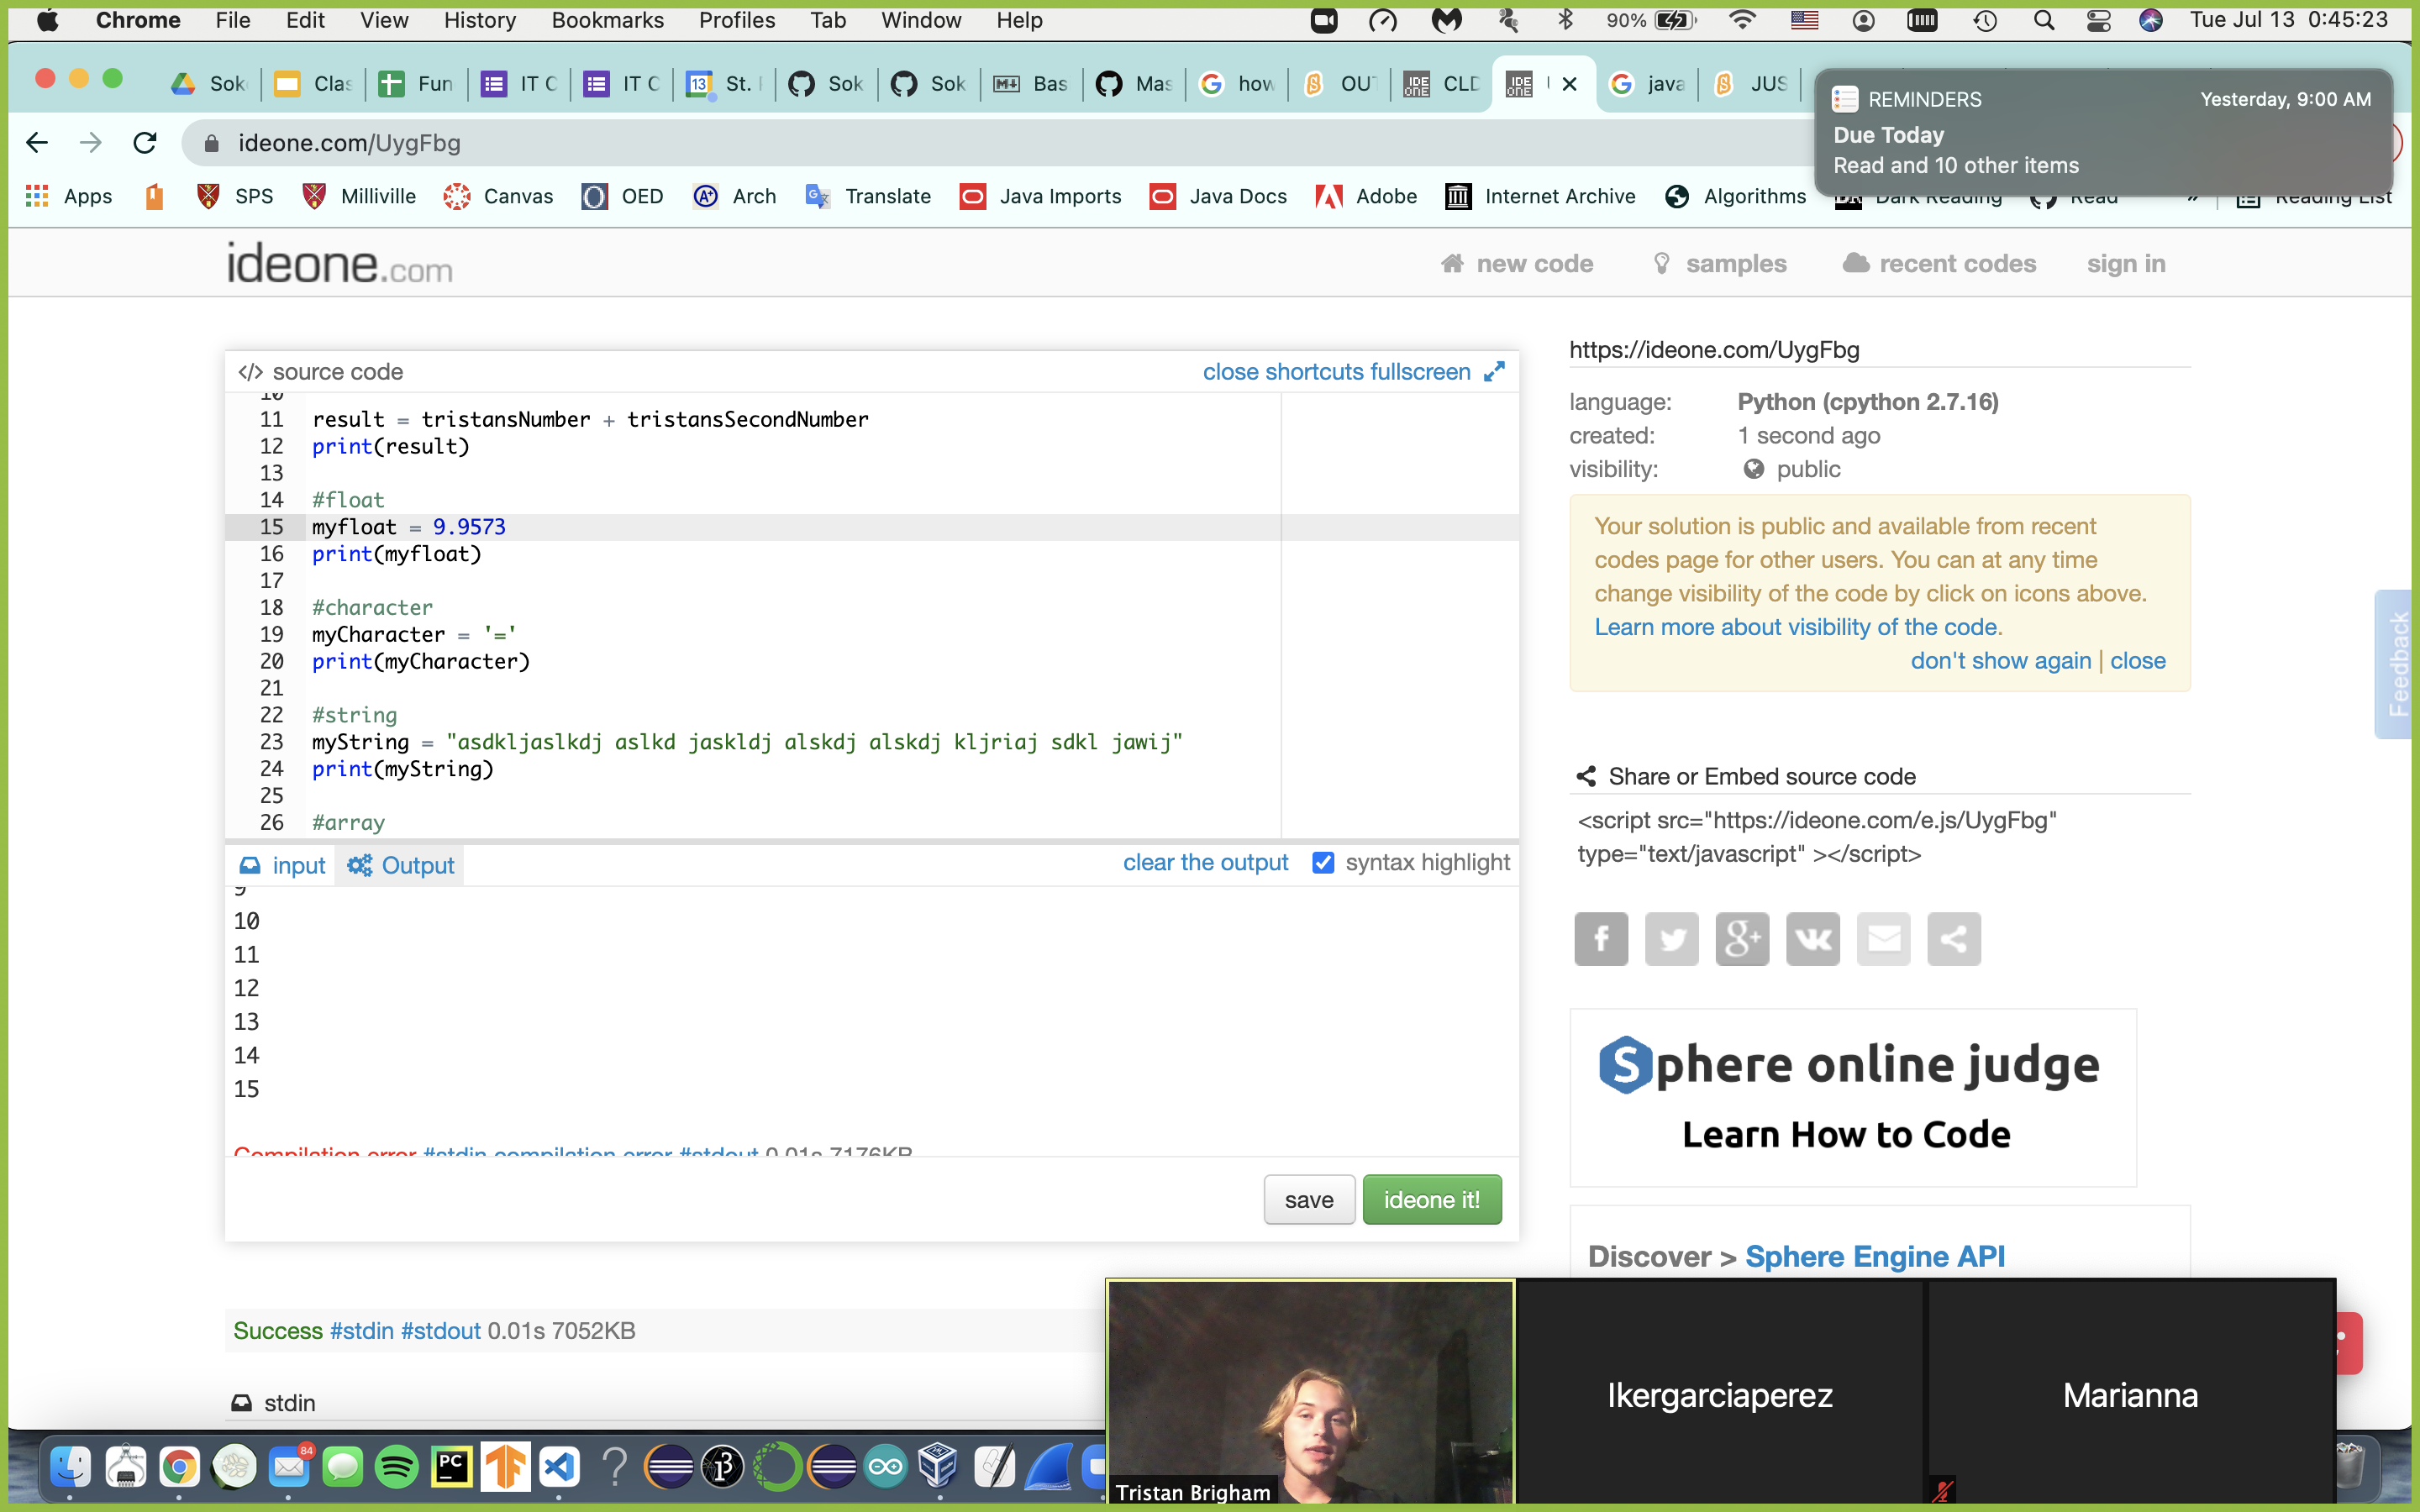 Chrome File Edit View History Bookmarks Profiles Tab Window Help 90% Tue Jul 13 0:45:23
Sok Clas Fun IT C IT C 13 St. Sok Sok Bas Mas how OUT CLD java JUS
REMINDERS Yesterday, 9:00 AM
Due Today
Read and 10 other items
ideone.com/UygFbg
Apps SPS Milliville Canvas OED Arch Translate Java Imports Java Docs Adobe Internet Archive Algorithms Dark Reading Read » Reading List
ideone.com
new code samples recent codes sign in
</> source code
close shortcuts fullscreen
10
11 result = tristansNumber + tristansSecondNumber
12 print(result)
13
14 #float
15 myfloat = 9.9573
16 print(myfloat)
17
18 #character
19 myCharacter = '='
20 print(myCharacter)
21
22 #string
23 myString = "asdkljaslkdj aslkd jaskldj alskdj alskdj kljriaj sdkl jawij"
24 print(myString)
25
26 #array
input Output
clear the output syntax highlight
9
10
11
12
13
14
15
Compilation error #stdin compilation error #stdout 0.01s 7176KB
save ideone it!
Success #stdin #stdout 0.01s 7052KB
stdin
https://ideone.com/UygFbg
language: Python (cpython 2.7.16)
created: 1 second ago
visibility: public
Your solution is public and available from recent
codes page for other users. You can at any time
change visibility of the code by click on icons above.
Learn more about visibility of the code.
don't show again | close
Feedback
Share or Embed source code
<script src="https://ideone.com/e.js/UygFbg"
type="text/javascript" ></script>
Sphere online judge
Learn How to Code
Discover > Sphere Engine API
Tristan Brigham
Ikergarciaperez
Marianna
84
PC